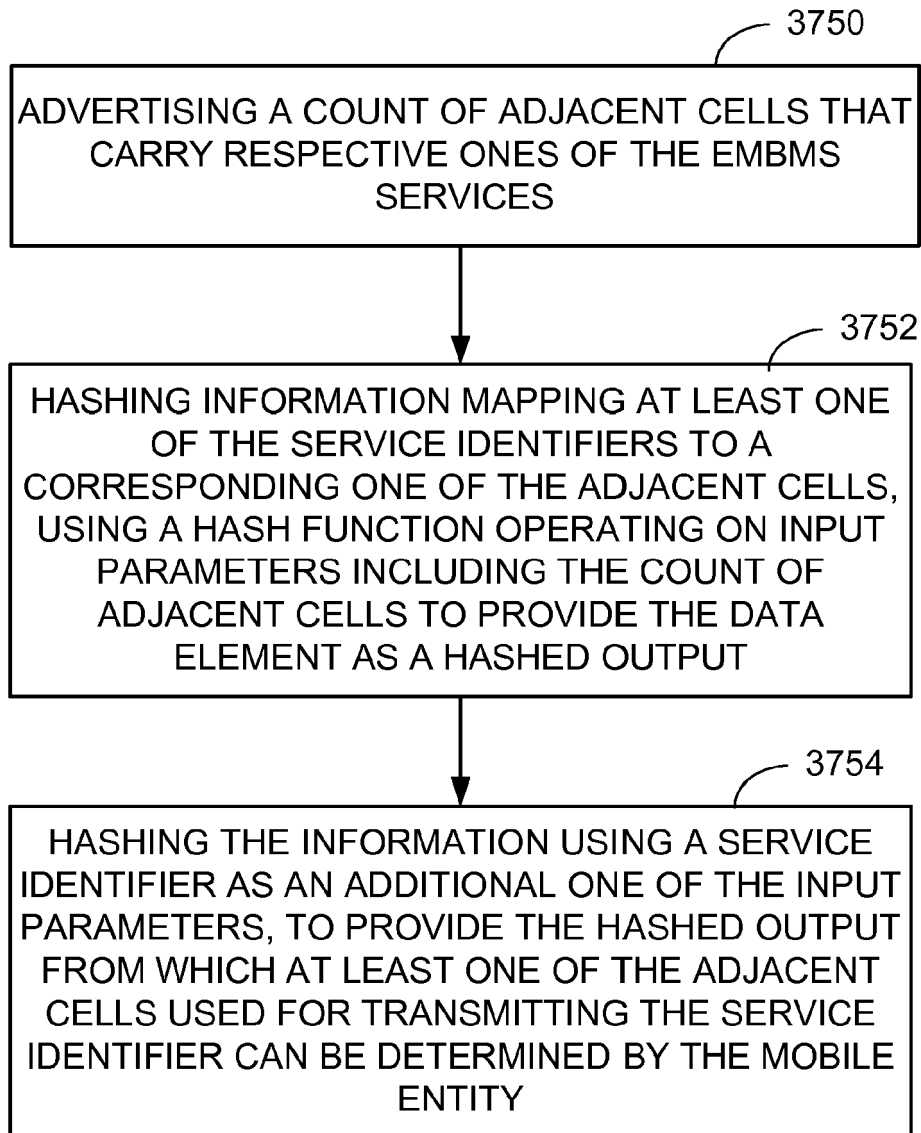 3750
ADVERTISING A COUNT OF ADJACENT CELLS THAT
CARRY RESPECTIVE ONES OF THE EMBMS
SERVICES
3752
HASHING INFORMATION MAPPING AT LEAST ONE
OF THE SERVICE IDENTIFIERS TO A
CORRESPONDING ONE OF THE ADJACENT CELLS,
USING A HASH FUNCTION OPERATING ON INPUT
PARAMETERS INCLUDING THE COUNT OF
ADJACENT CELLS TO PROVIDE THE DATA
ELEMENT AS A HASHED OUTPUT
3754
HASHING THE INFORMATION USING A SERVICE
IDENTIFIER AS AN ADDITIONAL ONE OF THE INPUT
PARAMETERS, TO PROVIDE THE HASHED OUTPUT
FROM WHICH AT LEAST ONE OF THE ADJACENT
CELLS USED FOR TRANSMITTING THE SERVICE
IDENTIFIER CAN BE DETERMINED BY THE MOBILE
ENTITY